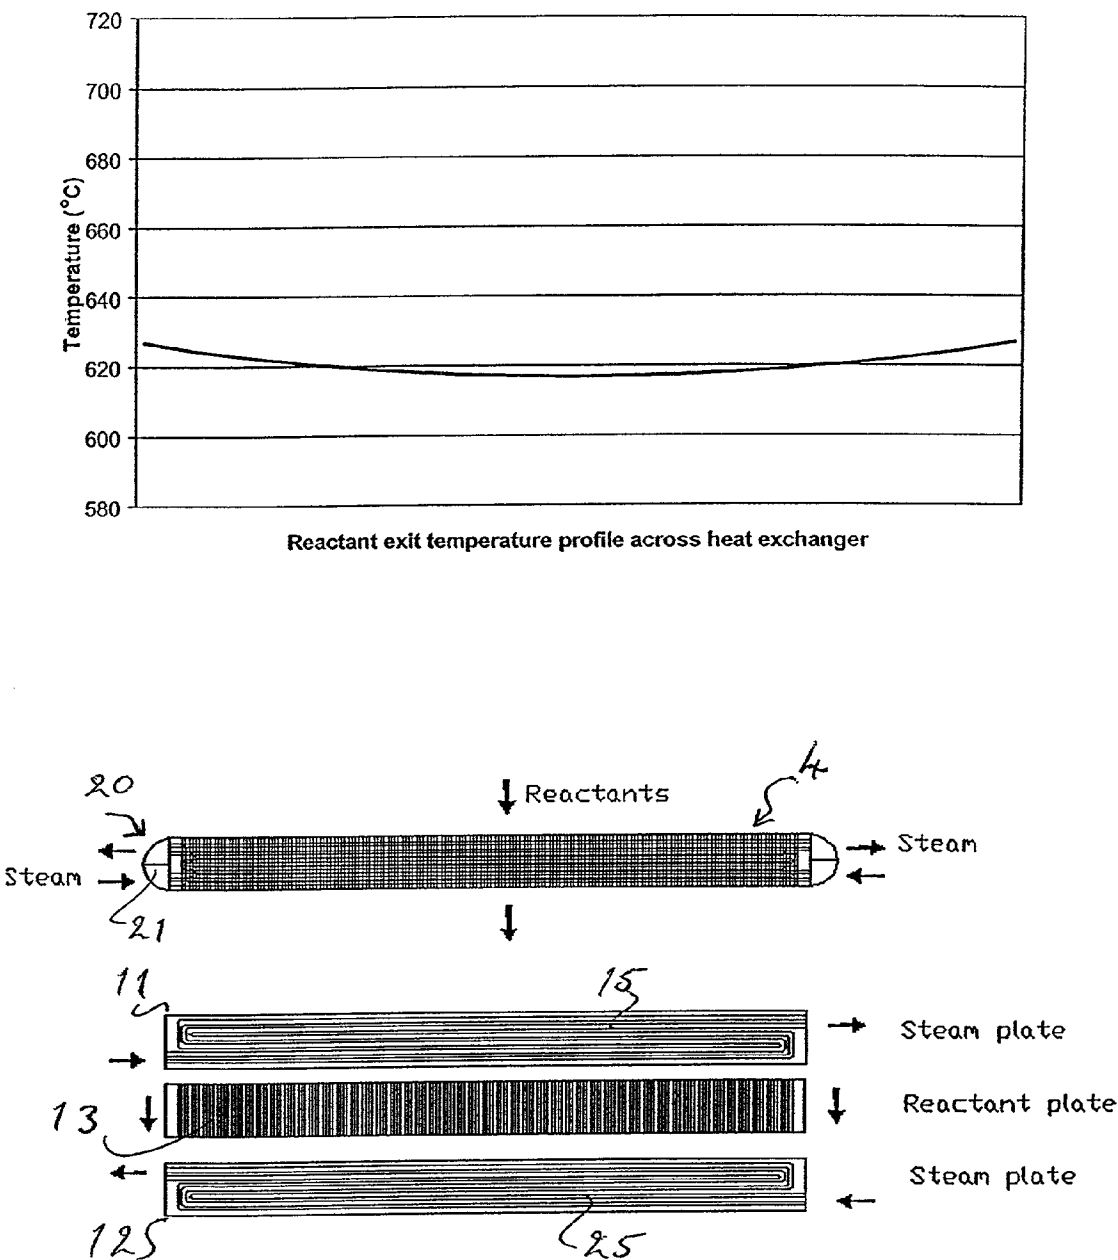 720
700
680
660
640
620
600
580
Temperature (°C)
Reactant exit temperature profile across heat exchanger
20
Reactants
4
Steam
Steam
21
11
15
Steam plate
13
Reactant plate
Steam plate
125
25